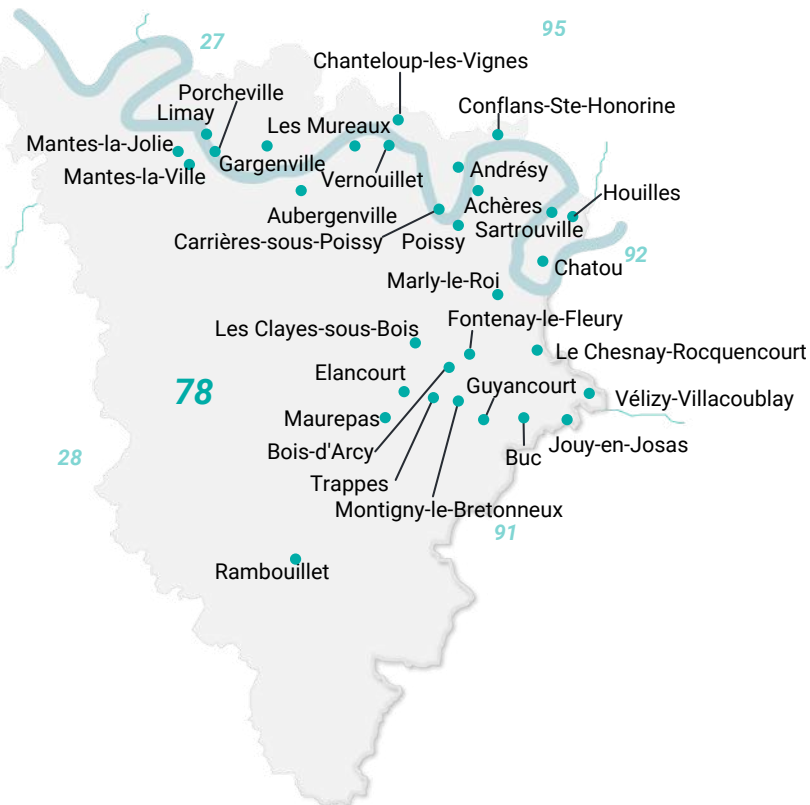 95
27
Chanteloup-les-Vignes
Porcheville
Conflans-Ste-Honorine
Limay
Les Mureaux
Mantes-la-Jolie
Gargenville
Andrésy
Mantes-la-Ville
Vernouillet
Houilles
Achères
Aubergenville
Sartrouville
Carrières-sous-Poissy
Poissy
92
Chatou
Marly-le-Roi
Fontenay-le-Fleury
Les Clayes-sous-Bois
Le Chesnay-Rocquencourt
Elancourt
Guyancourt
78
Vélizy-Villacoublay
Maurepas
Jouy-en-Josas
Bois-d'Arcy
Buc
28
Trappes
Montigny-le-Bretonneux
91
Rambouillet